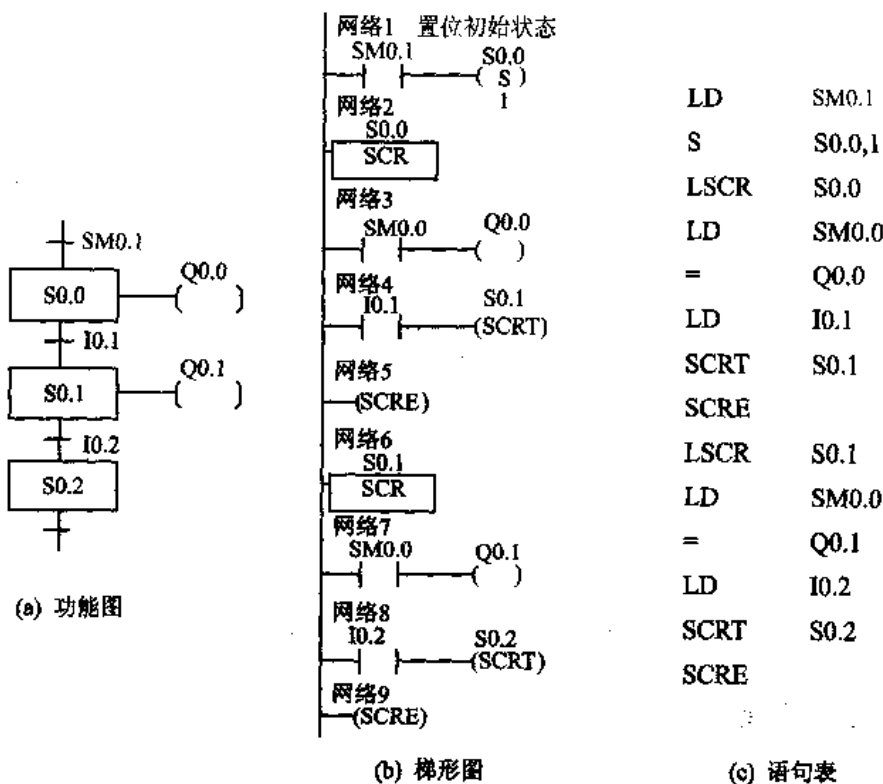 SM0.1
S0.0
Q0.0
( )
I0.1
S0.1
Q0.1
( )
I0.2
S0.2
(a) 功能图
网络1 置位初始状态
SM0.1 S0.0
( S )
1
网络2
S0.0
SCR
网络3
SM0.0 Q0.0
( )
网络4
I0.1 S0.1
(SCRT)
网络5
(SCRE)
网络6
S0.1
SCR
网络7
SM0.0 Q0.1
( )
网络8
I0.2 S0.2
(SCRT)
网络9
(SCRE)
(b) 梯形图
LD SM0.1
S S0.0,1
LSCR S0.0
LD SM0.0
= Q0.0
LD I0.1
SCRT S0.1
SCRE
LSCR S0.1
LD SM0.0
= Q0.1
LD I0.2
SCRT S0.2
SCRE
(c) 语句表